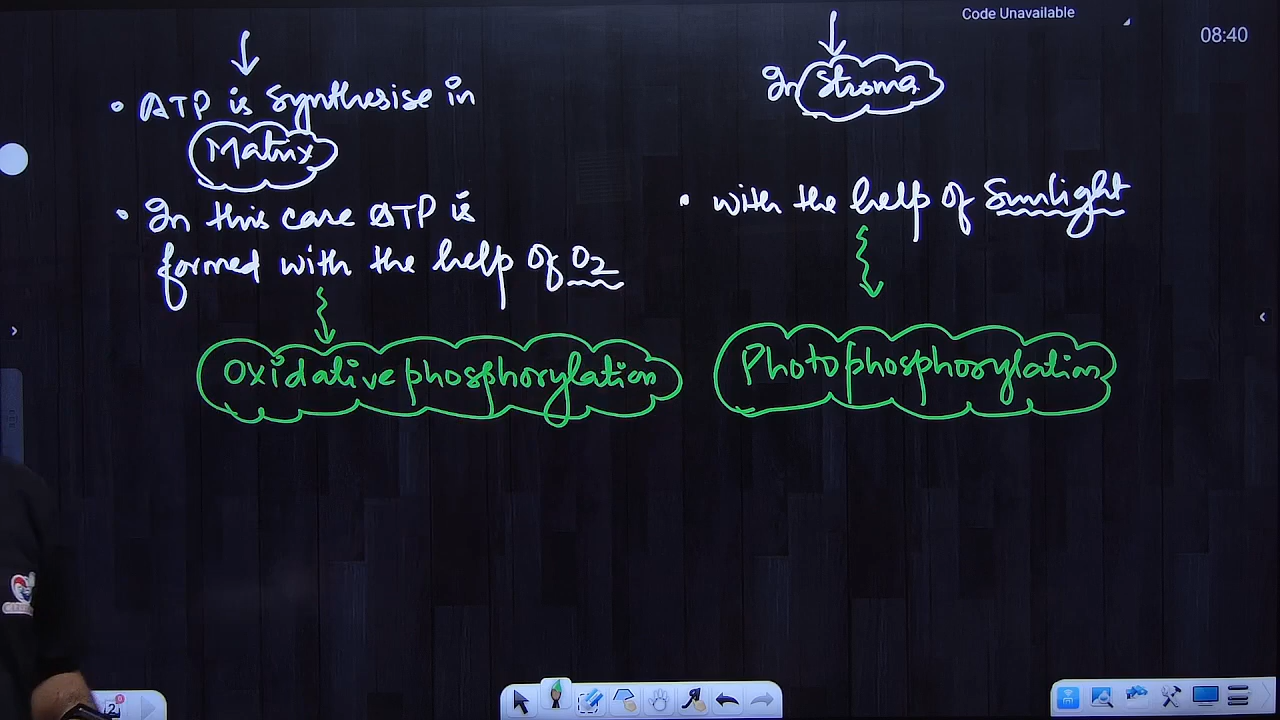 Code Unavailable
08:40
• ATP is Synthesise in
Matrix
• In this case ATP is
formed with the help of O2
Oxidative phosphorylation
In Stroma
• with the help of Sunlight
Photophosphorylation